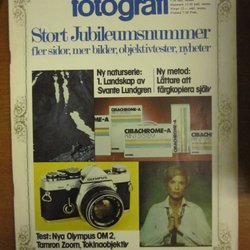 fotografi
Stort Jubileumsnummer
fler sidor, mer bilder, objektivtester, nyheter
Ny naturserie:
1. Landskap av
Svante Lundgren
Ny metod:
Lättare att
färgkopiera själv
CIBACHROME-A
CIBACHROME-A
CIBACHROME-A
OLYMPUS
Test: Nya Olympus OM 2,
Tamron Zoom, Tokinaobjektiv